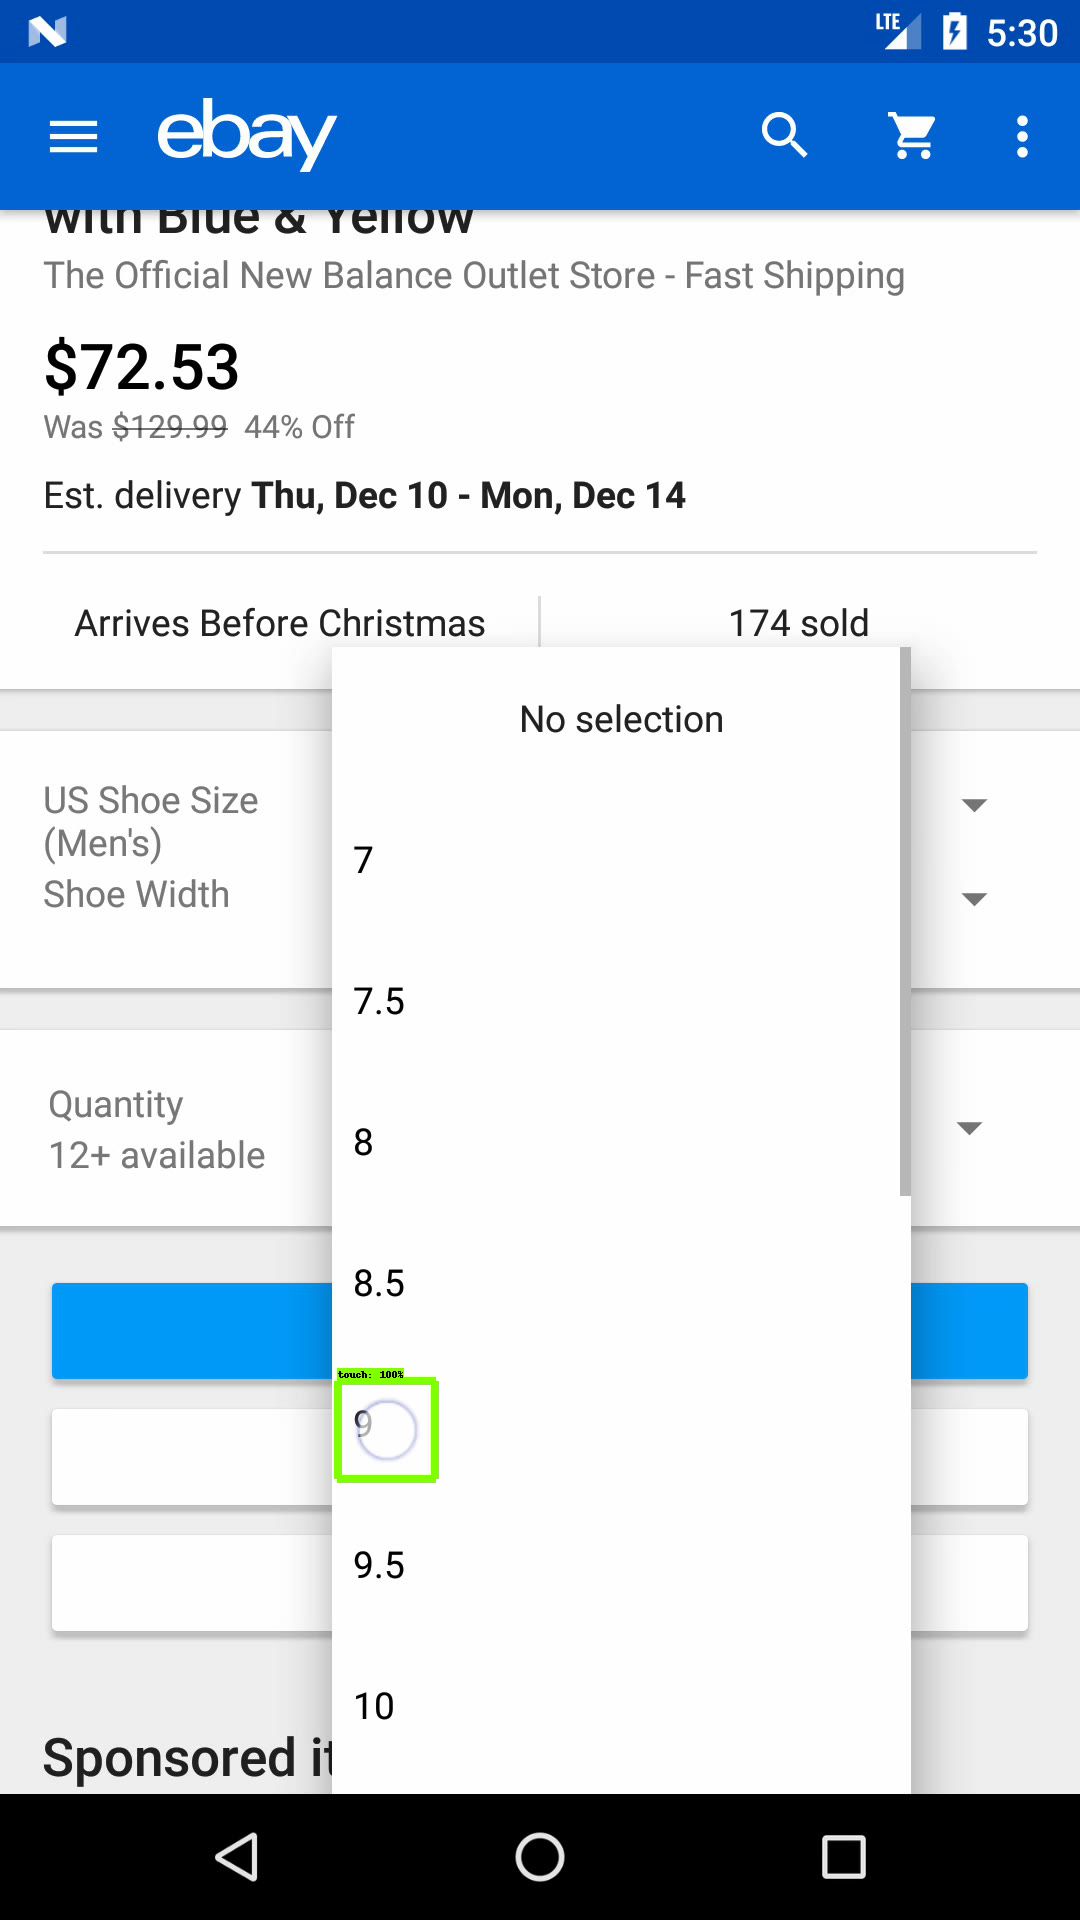 LTE 5:30
ebay
with Blue & Yellow
The Official New Balance Outlet Store - Fast Shipping
$72.53
Was $129.99 44% Off
Est. delivery Thu, Dec 10 - Mon, Dec 14
Arrives Before Christmas 174 sold
No selection
US Shoe Size
(Men's)
Shoe Width
7
7.5
Quantity
12+ available
8
8.5
touch: 100%
9
9.5
10
Sponsored it